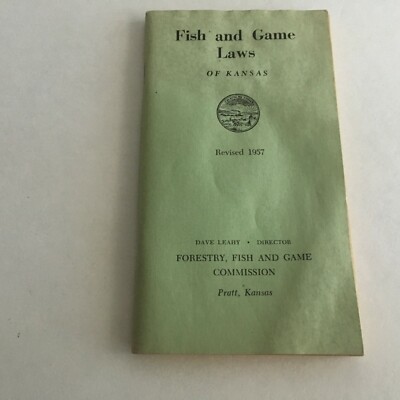 Fish and Game
Laws
OF KANSAS
Revised 1957
DAVE LEAHY • DIRECTOR
FORESTRY, FISH AND GAME
COMMISSION
Pratt, Kansas